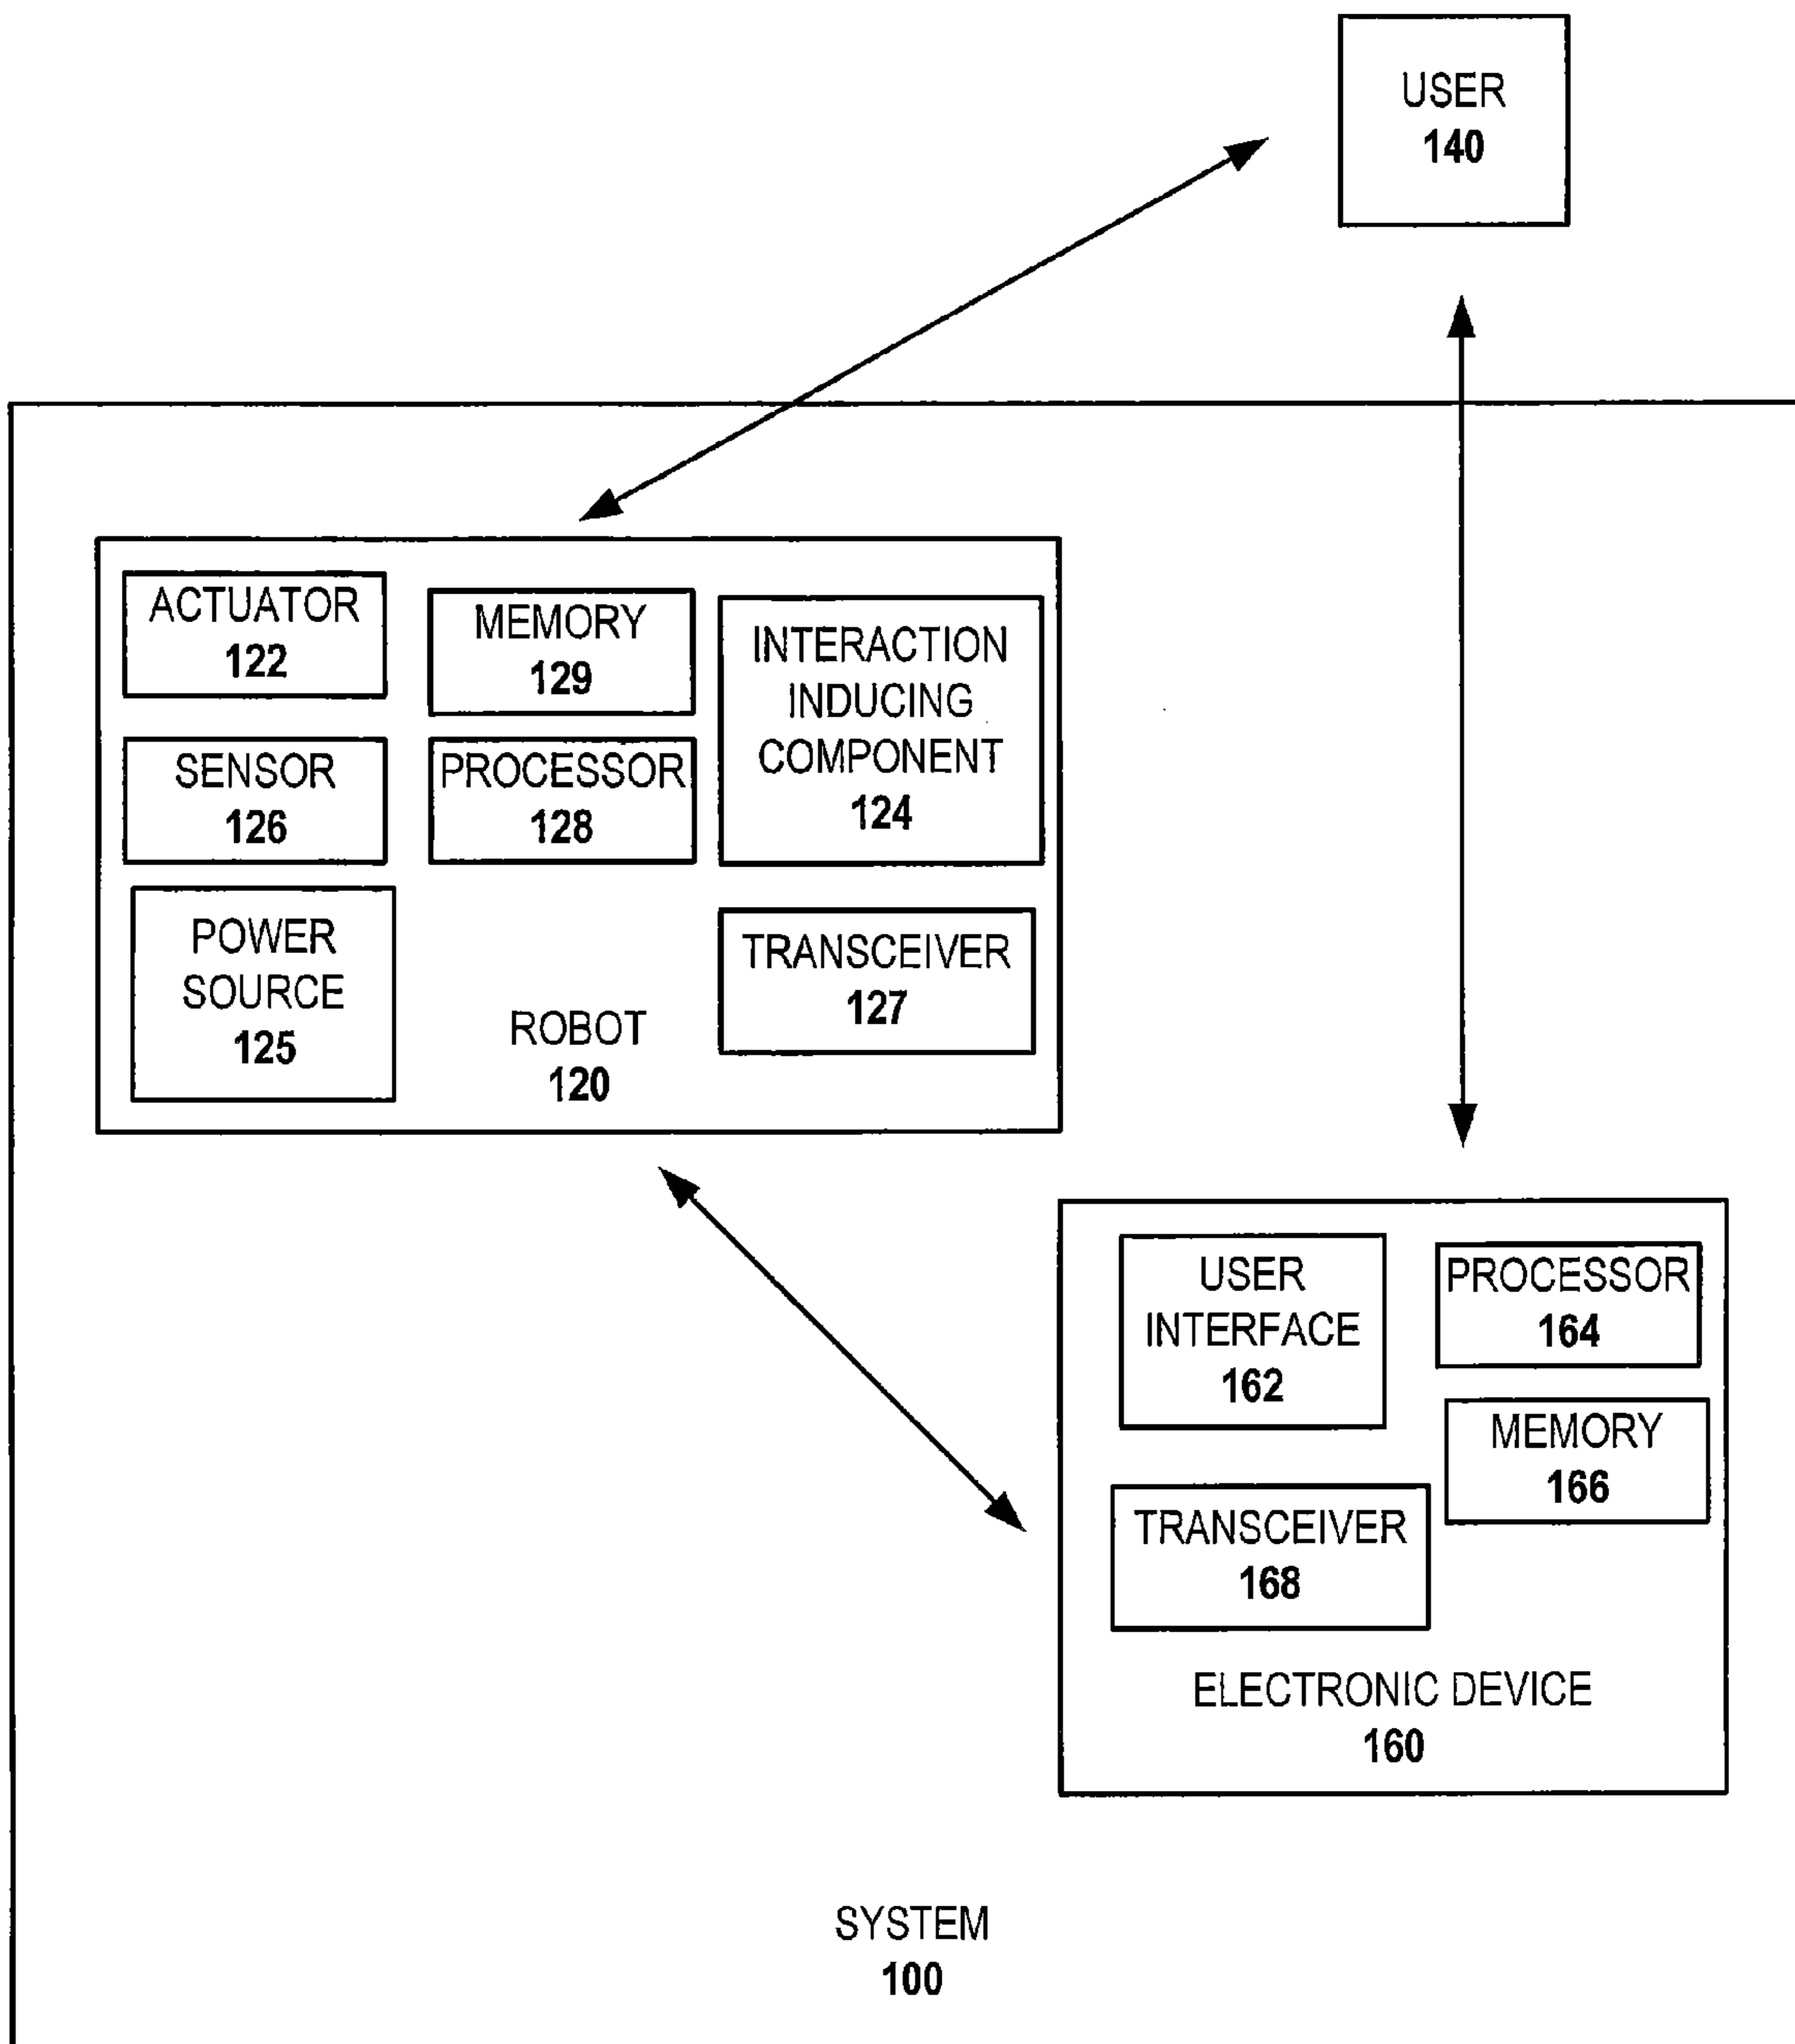 USER
140
ACTUATOR
122
MEMORY
129
INTERACTION
INDUCING
COMPONENT
124
SENSOR
126
PROCESSOR
128
POWER
SOURCE
125
TRANSCEIVER
127
ROBOT
120
USER
INTERFACE
162
PROCESSOR
164
MEMORY
166
TRANSCEIVER
168
ELECTRONIC DEVICE
160
SYSTEM
100